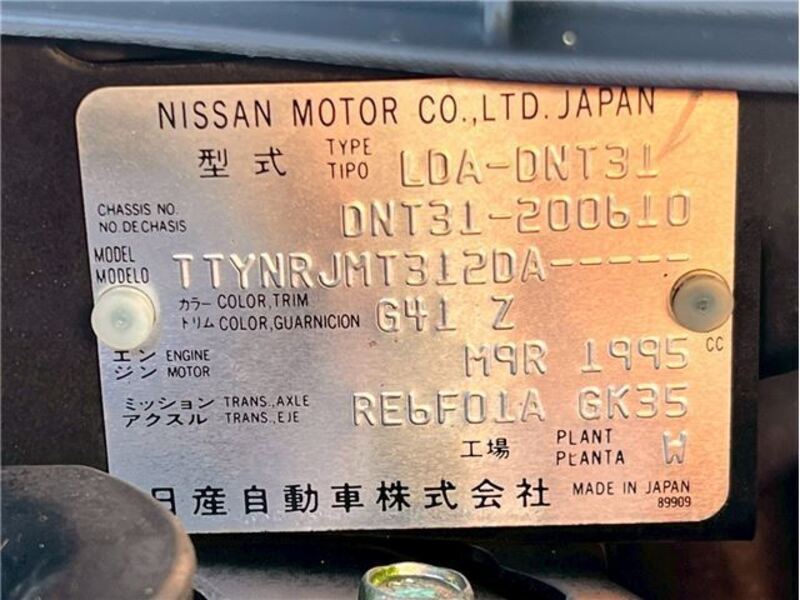 NISSAN MOTOR CO.,LTD. JAPAN
型式 TYPE TIPO LDA-DNT31
CHASSIS NO. NO.DE CHASIS DNT31-200610
MODEL MODELO TTYNRJMT312DA-----
カラー COLOR,TRIM
トリム COLOR,GUARNICION G41 Z
エン ENGINE
ジン MOTOR M9R 1995 CC
ミッション TRANS.,AXLE
アクスル TRANS.,EJE RE6F01A GK35
工場 PLANT PLANTA W
日産自動車株式会社 MADE IN JAPAN
89909